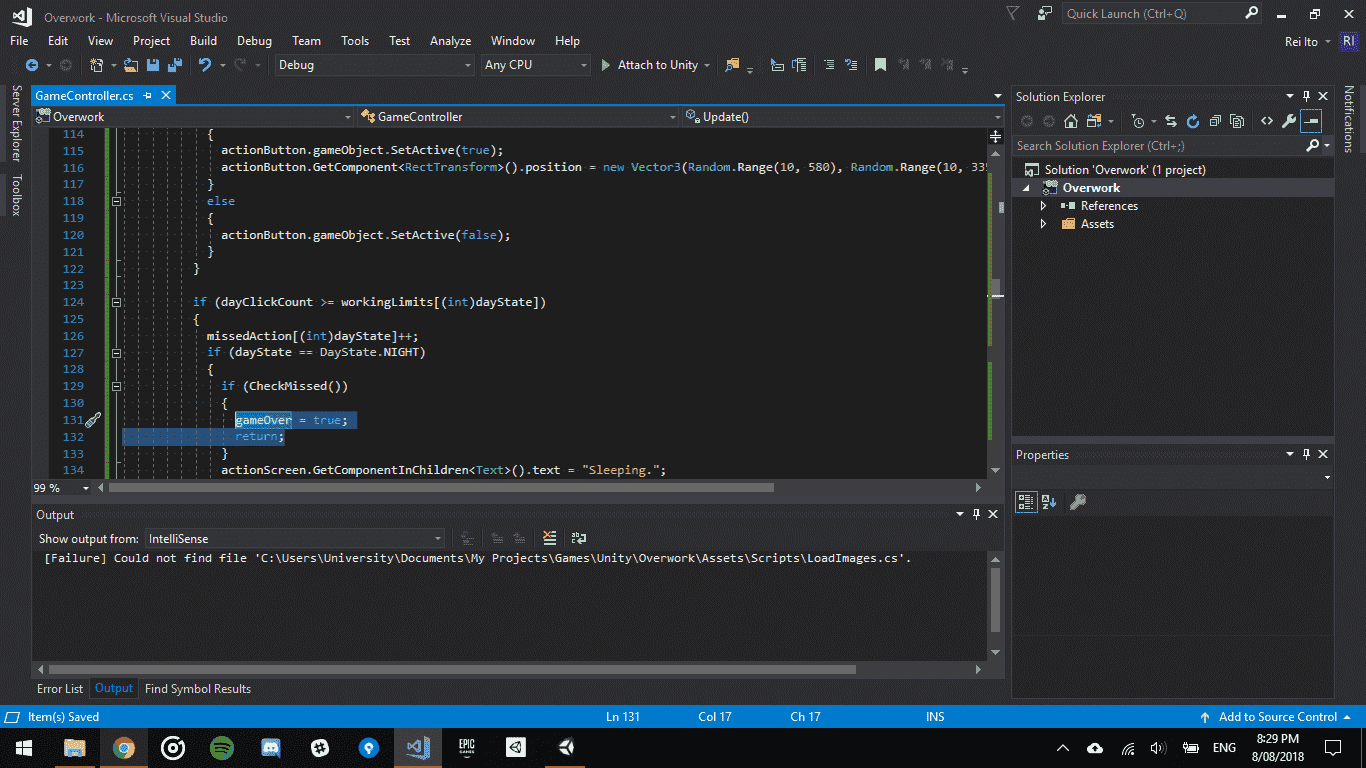 Overwork - Microsoft Visual Studio
Quick Launch (Ctrl+Q)
File Edit View Project Build Debug Team Tools Test Analyze Window Help
Rei Ito RI
Debug Any CPU Attach to Unity
Server Explorer
Toolbox
GameController.cs
Overwork GameController Update()
114 {
115 actionButton.gameObject.SetActive(true);
116 actionButton.GetComponent<RectTransform>().position = new Vector3(Random.Range(10, 580), Random.Range(10, 335
117 }
118 else
119 {
120 actionButton.gameObject.SetActive(false);
121 }
122 }
123
124 if (dayClickCount >= workingLimits[(int)dayState])
125 {
126 missedAction[(int)dayState]++;
127 if (dayState == DayState.NIGHT)
128 {
129 if (CheckMissed())
130 {
131 gameOver = true;
132 return;
133 }
134 actionScreen.GetComponentInChildren<Text>().text = "Sleeping.";
99 %
Output
Show output from: IntelliSense
[Failure] Could not find file 'C:\Users\University\Documents\My Projects\Games\Unity\Overwork\Assets\Scripts\LoadImages.cs'.
Error List Output Find Symbol Results
Solution Explorer
Search Solution Explorer (Ctrl+;)
Solution 'Overwork' (1 project)
Overwork
References
Assets
Properties
Notifications
Item(s) Saved Ln 131 Col 17 Ch 17 INS Add to Source Control
EPIC
GAMES
ENG
8:29 PM
8/08/2018